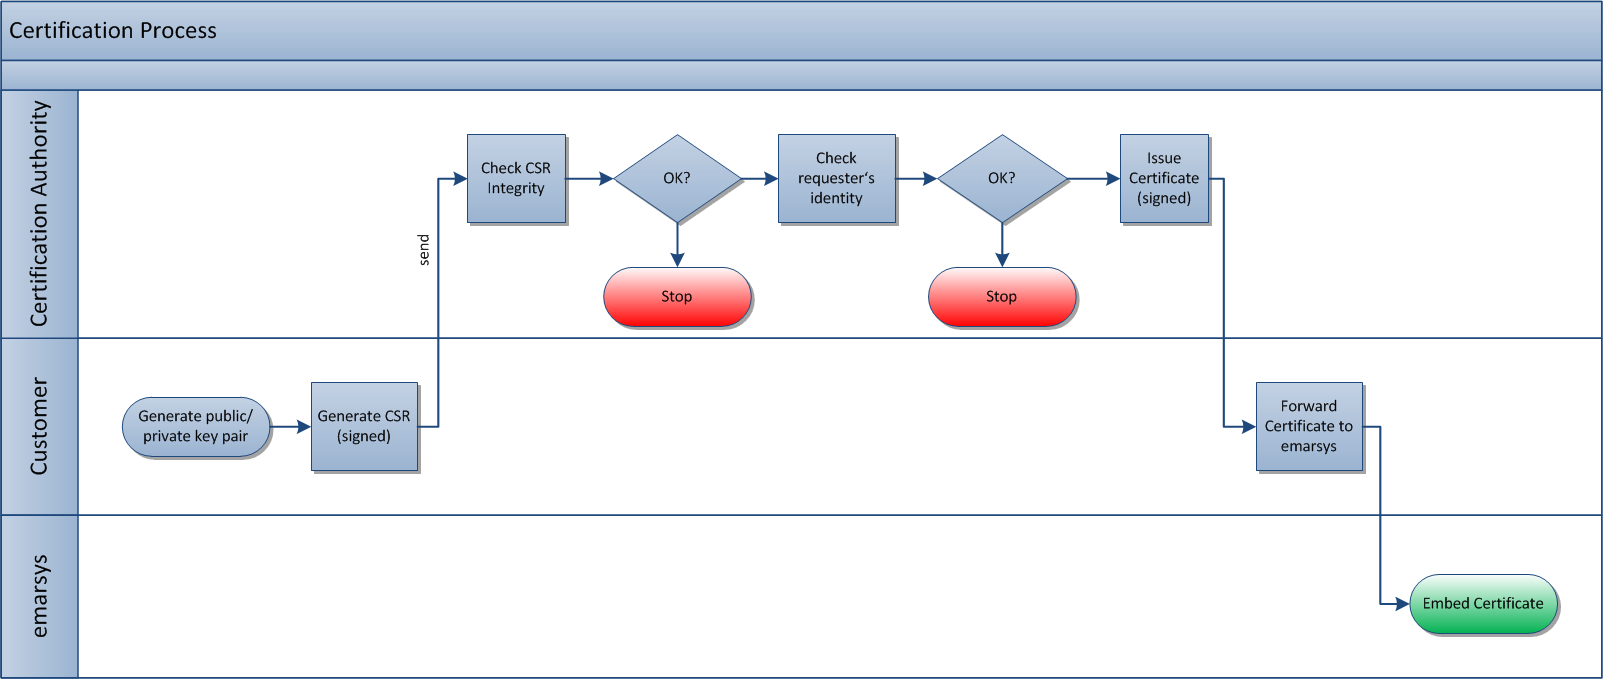 Certification Process
Certification Authority
Check CSR
Integrity
OK?
Check
requester's
identity
OK?
Issue
Certificate
(signed)
send
Stop
Stop
Customer
Generate public/
private key pair
Generate CSR
(signed)
Forward
Certificate to
emarsys
emarsys
Embed Certificate